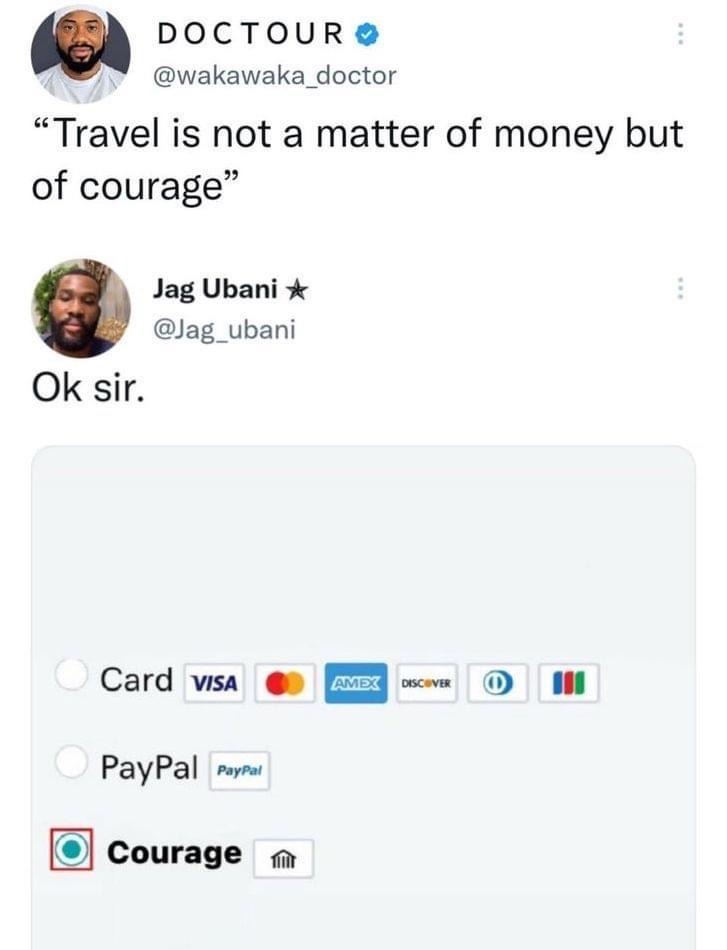 DOCTOUR
@wakawaka_doctor
“Travel is not a matter of money but
of courage”
Jag Ubani
@Jag_ubani
Ok sir.
Card VISA AMEX DISCOVER
PayPal PayPal
Courage